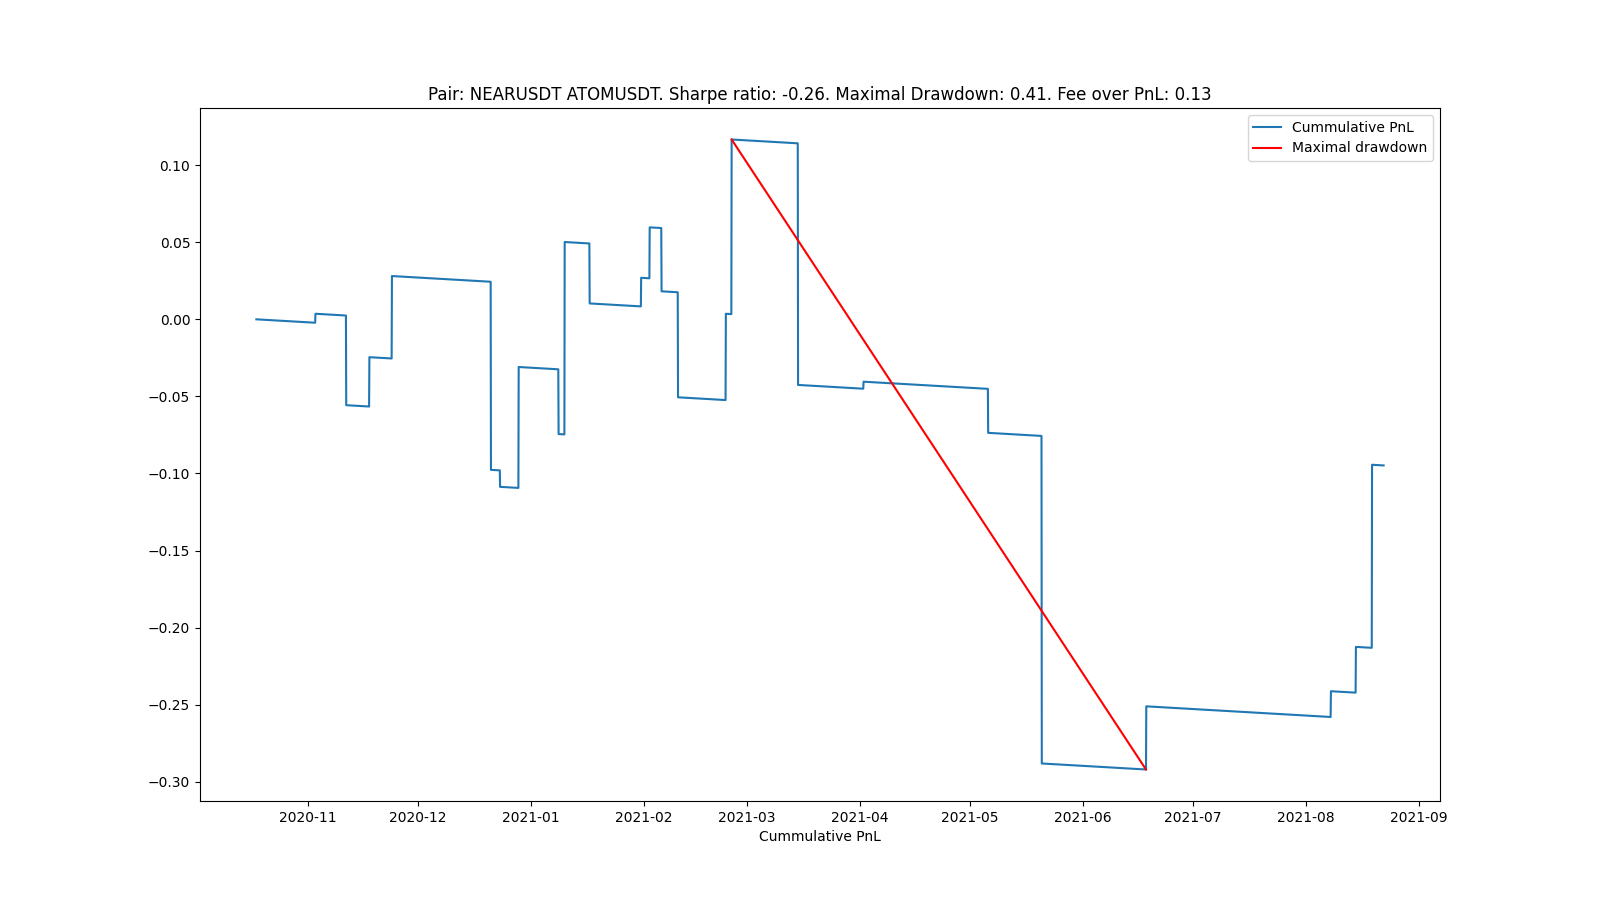 Pair: NEARUSDT ATOMUSDT. Sharpe ratio: -0.26. Maximal Drawdown: 0.41. Fee over PnL: 0.13
Cummulative PnL
Maximal drawdown
0.10
0.05
0.00
−0.05
−0.10
−0.15
−0.20
−0.25
−0.30
2020-11 2020-12 2021-01 2021-02 2021-03 2021-04 2021-05 2021-06 2021-07 2021-08 2021-09
Cummulative PnL